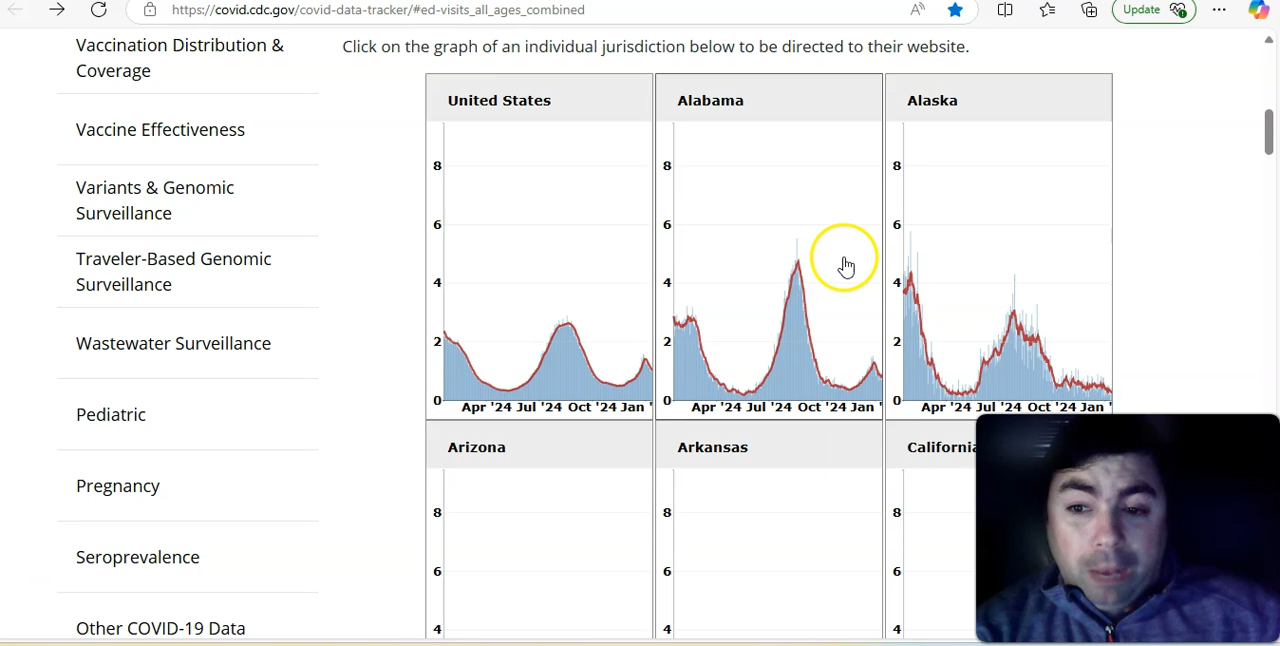 https://covid.cdc.gov/covid-data-tracker/#ed-visits_all_ages_combined
Update
Vaccination Distribution &
Coverage
Vaccine Effectiveness
Variants & Genomic
Surveillance
Traveler-Based Genomic
Surveillance
Wastewater Surveillance
Pediatric
Pregnancy
Seroprevalence
Other COVID-19 Data
Click on the graph of an individual jurisdiction below to be directed to their website.
United States
8
6
4
2
0
Apr '24 Jul '24 Oct '24 Jan '
Alabama
8
6
4
2
0
Apr '24 Jul '24 Oct '24 Jan '
Alaska
8
6
4
2
0
Apr '24 Jul '24 Oct '24 Jan '
Arizona
8
6
4
Arkansas
8
6
4
California
8
6
4